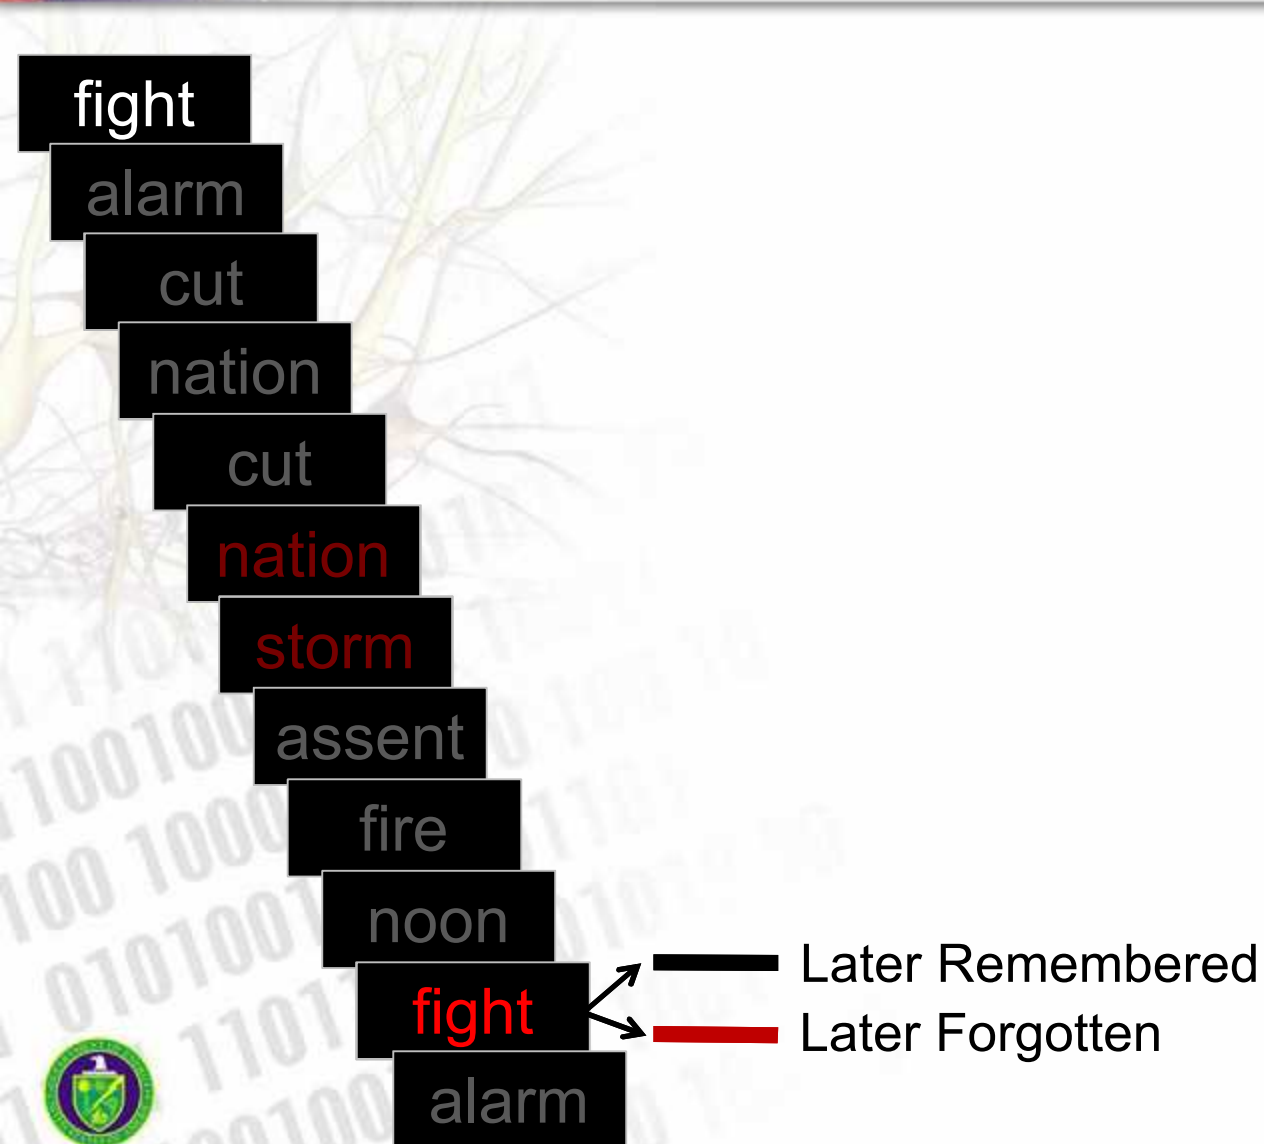 fight
alarm
cut
nation
cut
nation
storm
assent
fire
noon
fight
Later Remembered
Later Forgotten
alarm